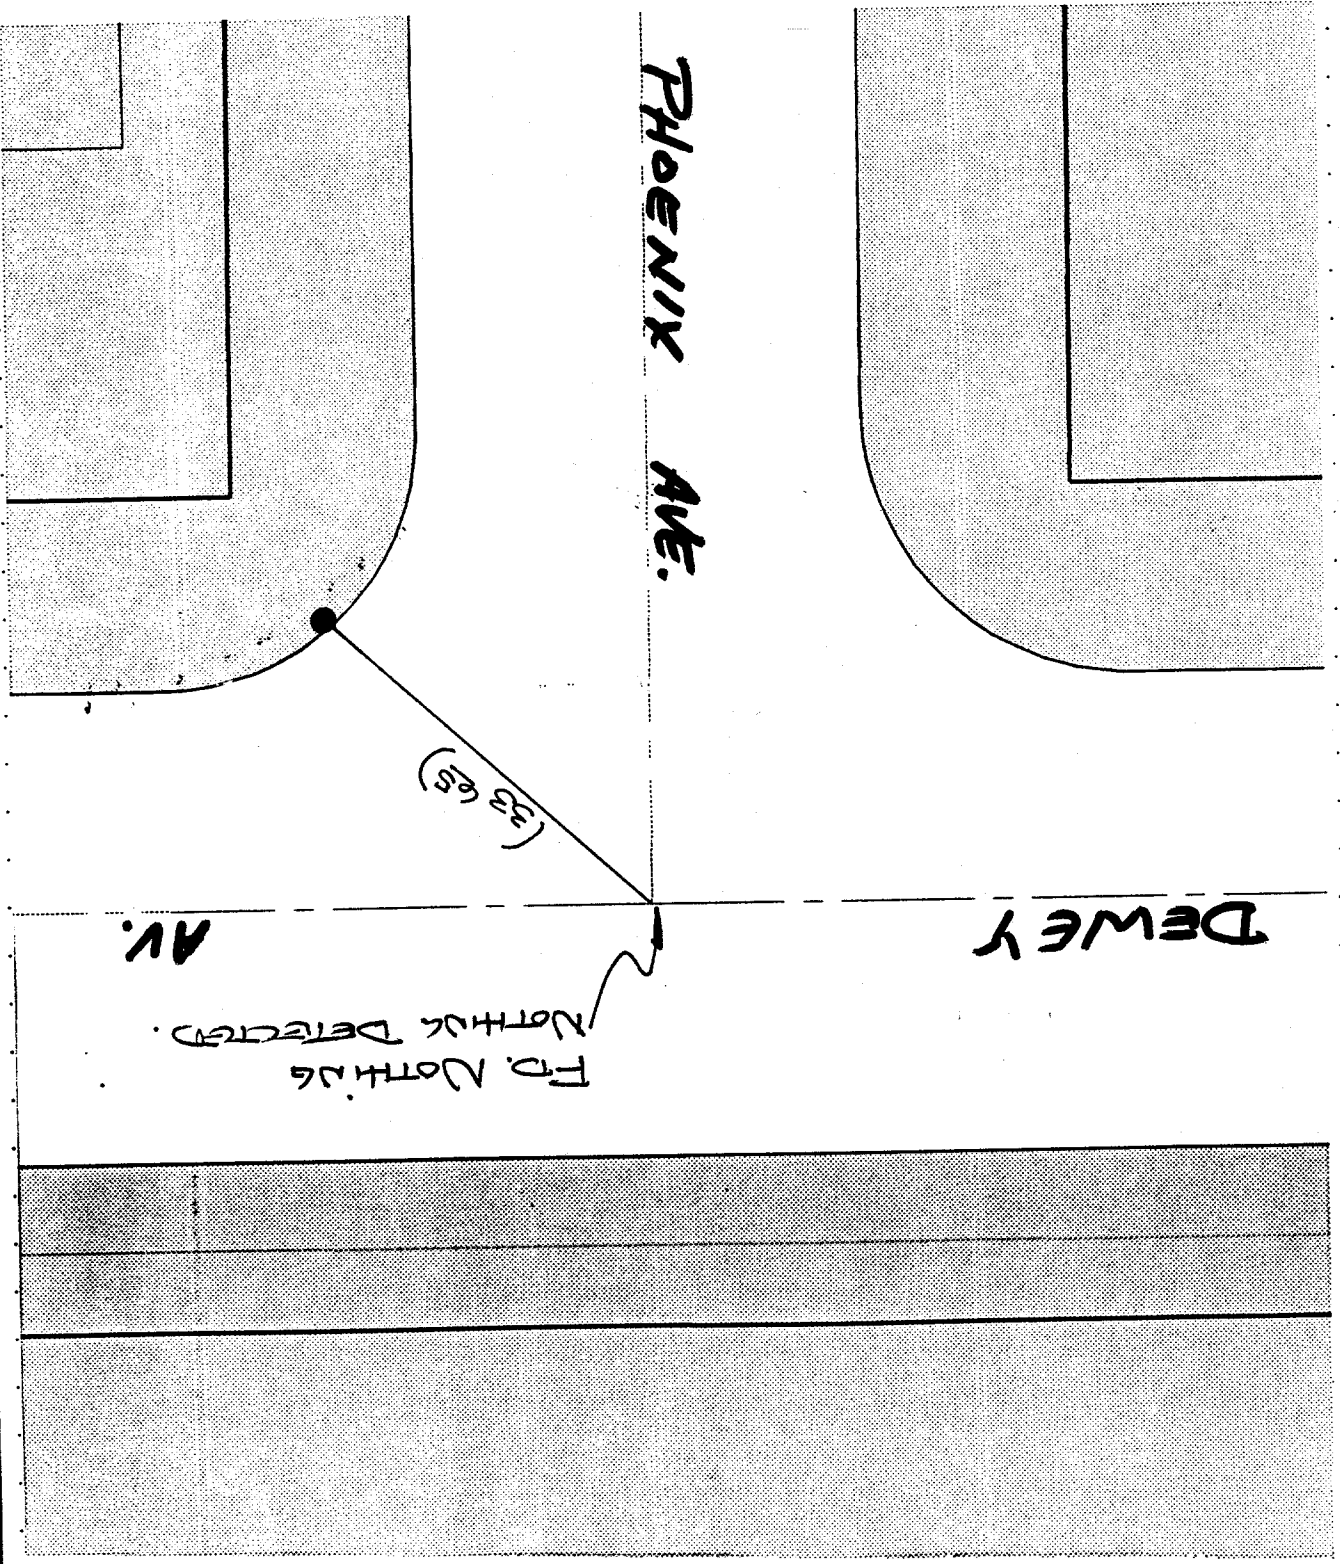 PHOENIX AVE.
DEWEY AV.
(33 65)
FD. NOTHING
NOTHING DETECTED.